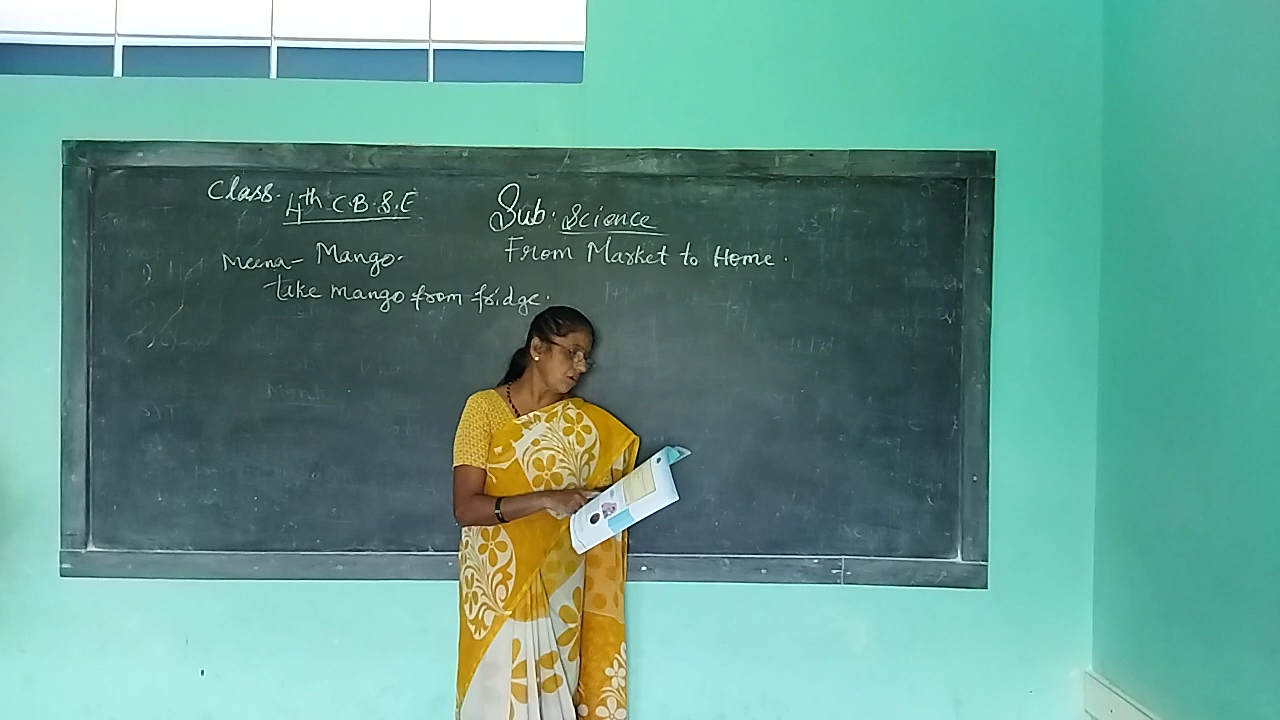 Class. 4th C.B.S.E
Sub: Science
From Market to Home.
Meena- Mango.
take mango from fridge.